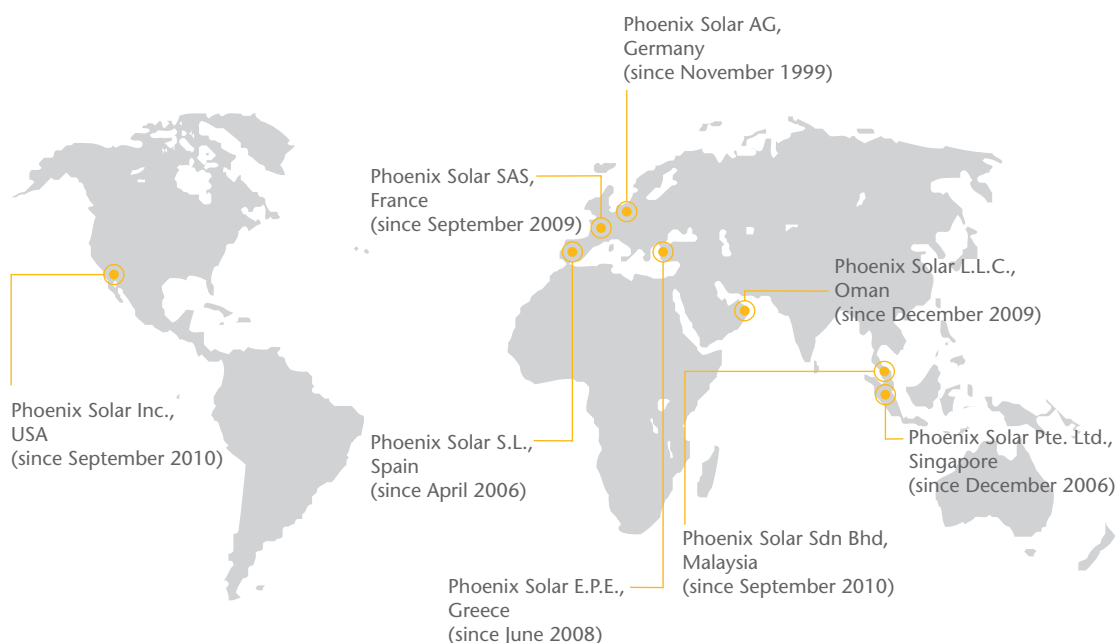 Phoenix Solar AG,
Germany
(since November 1999)
Phoenix Solar SAS,
France
(since September 2009)
Phoenix Solar L.L.C.,
Oman
(since December 2009)
Phoenix Solar Inc.,
USA
(since September 2010)
Phoenix Solar S.L.,
Spain
(since April 2006)
Phoenix Solar Pte. Ltd.,
Singapore
(since December 2006)
Phoenix Solar Sdn Bhd,
Malaysia
(since September 2010)
Phoenix Solar E.P.E.,
Greece
(since June 2008)